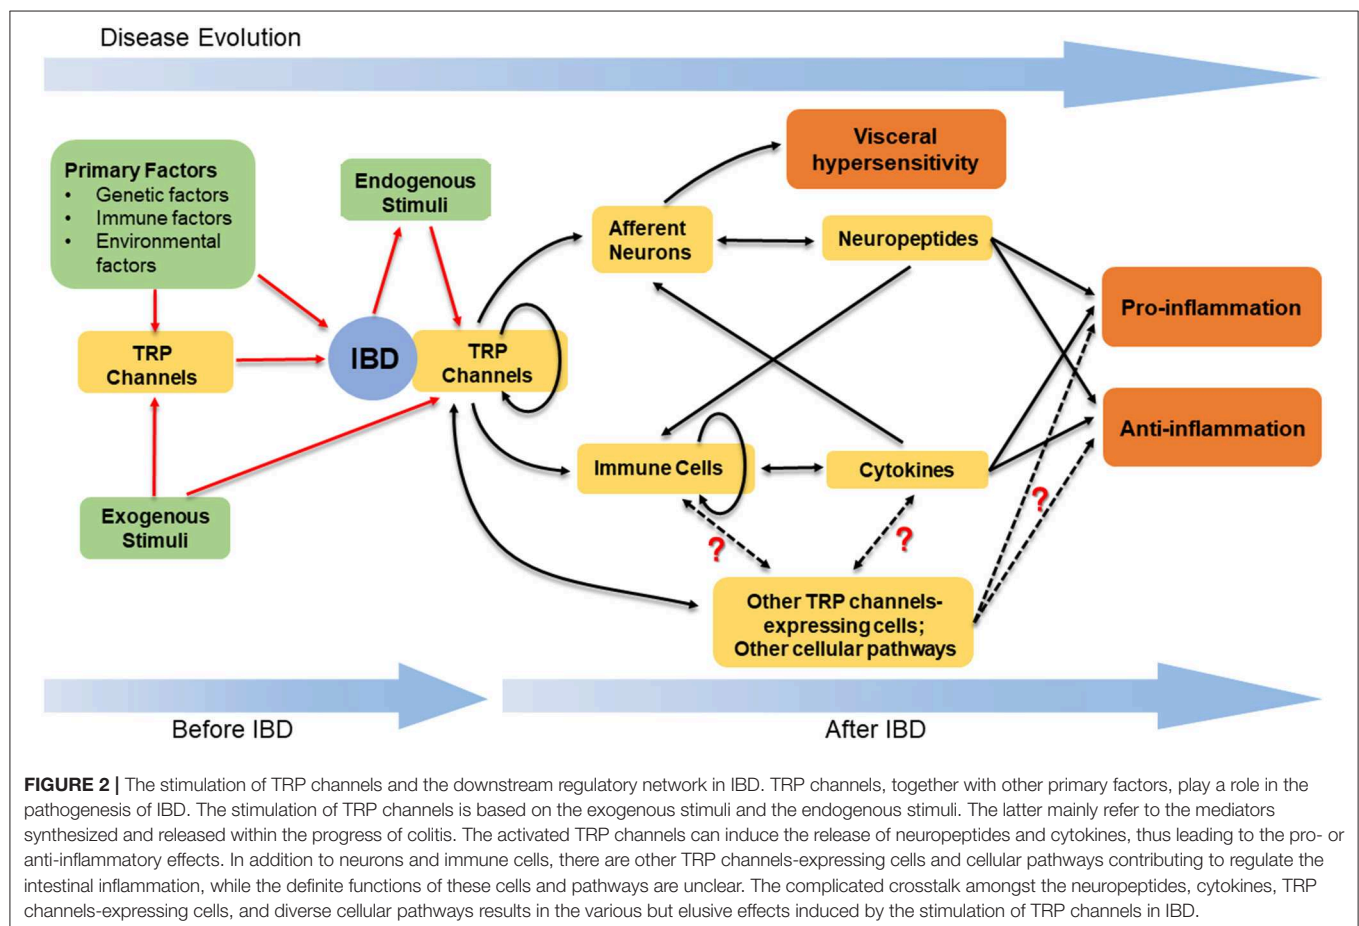 Disease Evolution
Primary Factors
• Genetic factors
• Immune factors
• Environmental
factors
Endogenous
Stimuli
Visceral
hypersensitivity
Afferent
Neurons
Neuropeptides
Pro-inflammation
TRP
Channels
IBD
TRP
Channels
Anti-inflammation
Immune Cells
Cytokines
Exogenous
Stimuli
?
?
?
Other TRP channels-
expressing cells;
Other cellular pathways
Before IBD
After IBD
FIGURE 2 | The stimulation of TRP channels and the downstream regulatory network in IBD. TRP channels, together with other primary factors, play a role in the
pathogenesis of IBD. The stimulation of TRP channels is based on the exogenous stimuli and the endogenous stimuli. The latter mainly refer to the mediators
synthesized and released within the progress of colitis. The activated TRP channels can induce the release of neuropeptides and cytokines, thus leading to the pro- or
anti-inflammatory effects. In addition to neurons and immune cells, there are other TRP channels-expressing cells and cellular pathways contributing to regulate the
intestinal inflammation, while the definite functions of these cells and pathways are unclear. The complicated crosstalk amongst the neuropeptides, cytokines, TRP
channels-expressing cells, and diverse cellular pathways results in the various but elusive effects induced by the stimulation of TRP channels in IBD.